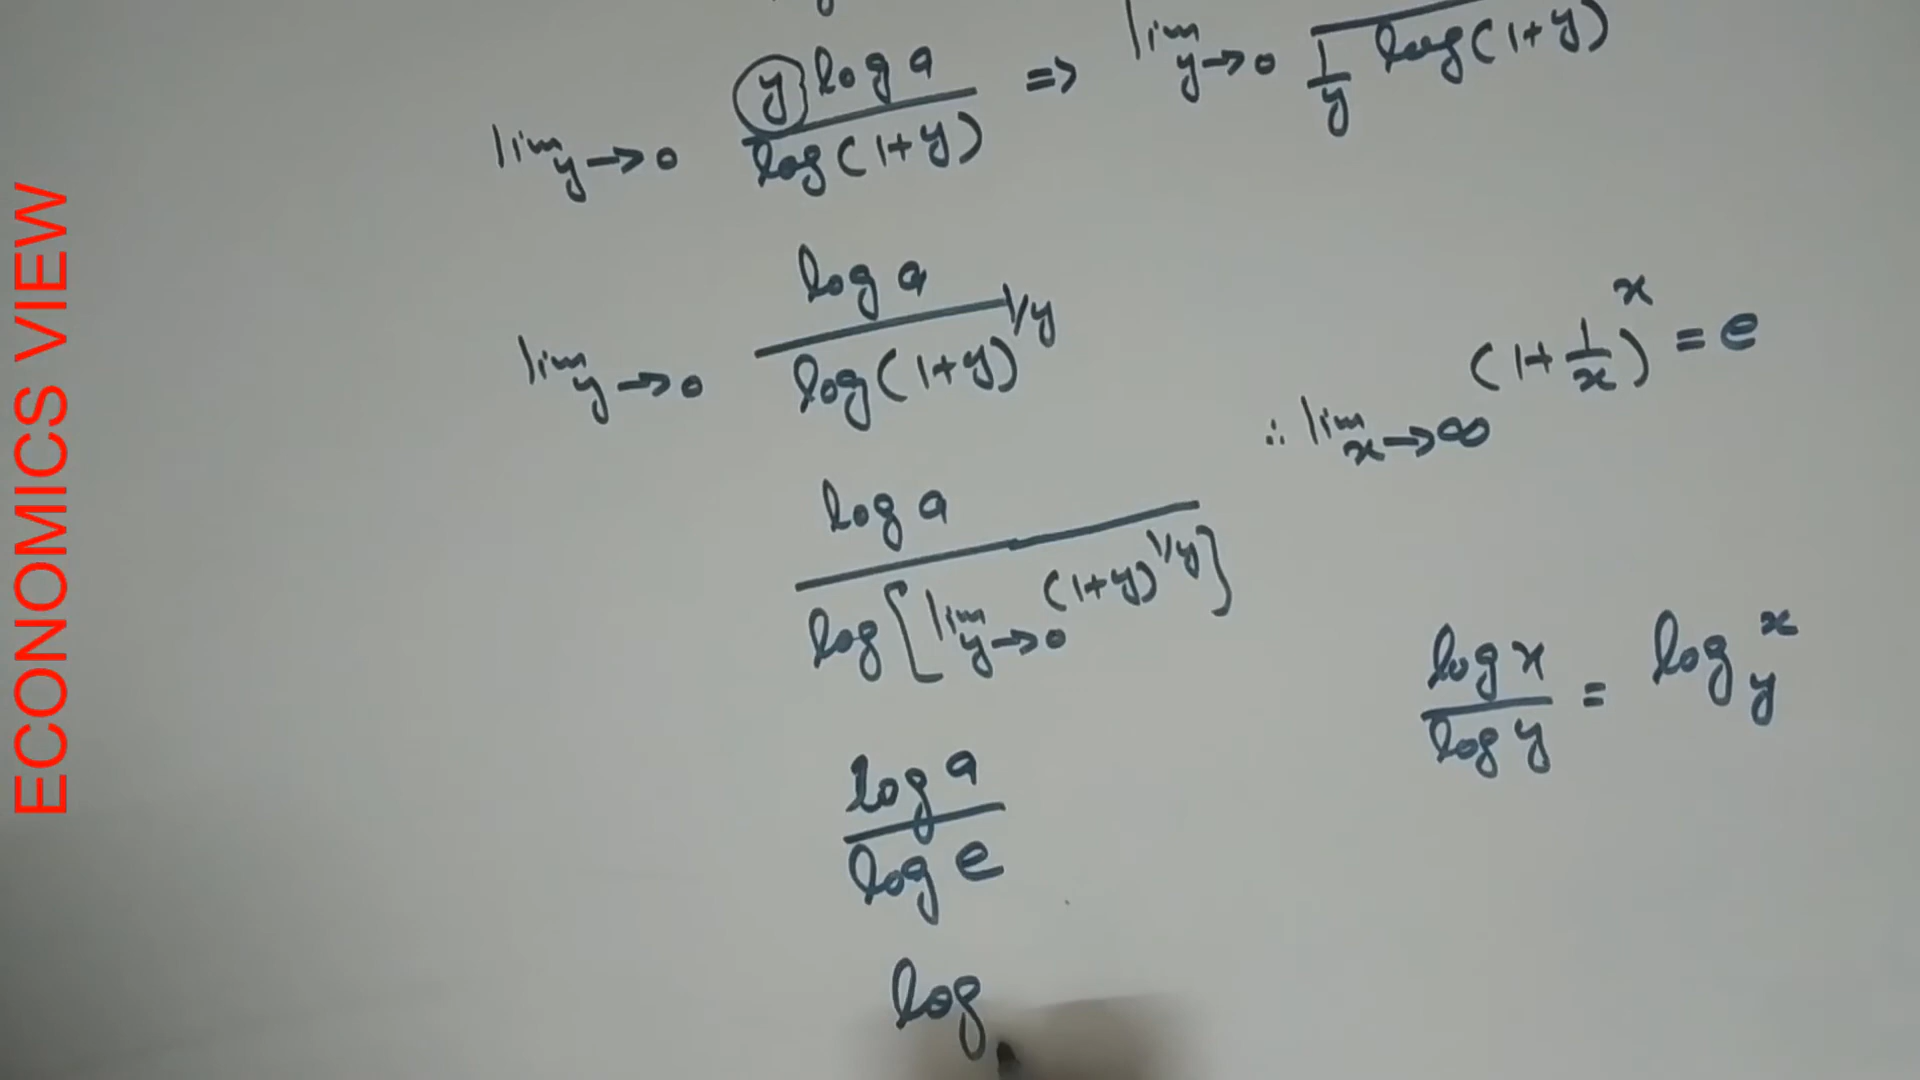 ECONOMICS VIEW
lim y→0 y log a / log(1+y) ⇒ lim y→0 / 1/y log(1+y)
lim y→0 log a / log(1+y)^1/y
∴ lim x→∞ (1+1/x)^x = e
log a / log[lim y→0 (1+y)^1/y]
log x / log y = log_y^x
log a / log e
log